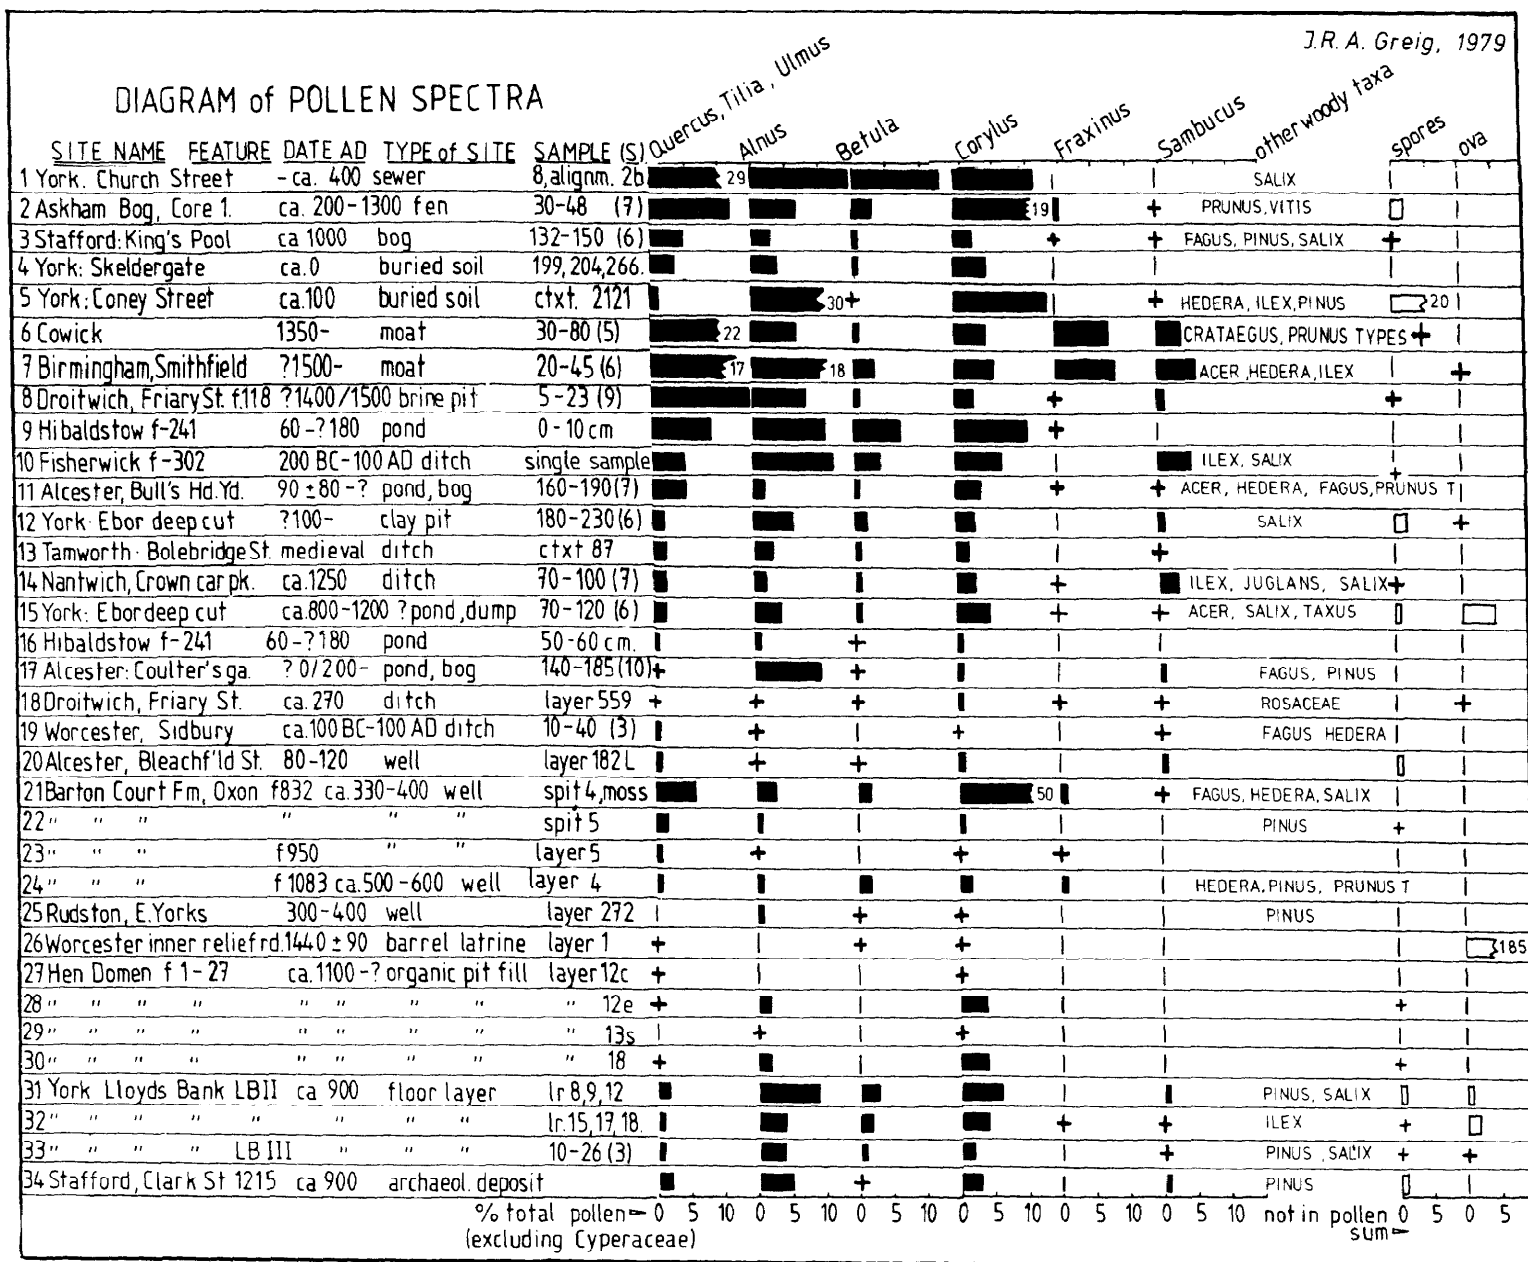 J.R.A. Greig, 1979
DIAGRAM of POLLEN SPECTRA
SITE NAME FEATURE DATE AD TYPE of SITE SAMPLE (S) Quercus, Tilia, Ulmus Alnus Betula Corylus Fraxinus Sambucus other woody taxa spores ova
1 York. Church Street - ca. 400 sewer 8, alignm. 2b 29 SALIX
2 Askham Bog, Core 1. ca. 200-1300 fen 30-48 (7) 19 + PRUNUS, VITIS
3 Stafford: King's Pool ca 1000 bog 132-150 (6) + + FAGUS, PINUS, SALIX +
4 York: Skeldergate ca. 0 buried soil 199, 204, 266.
5 York: Coney Street ca. 100 buried soil ctxt. 2121 30 + + HEDERA, ILEX, PINUS 20
6 Cowick 1350- moat 30-80 (5) 22 CRATAEGUS, PRUNUS TYPES +
7 Birmingham, Smithfield ?1500- moat 20-45 (6) 17 18 ACER, HEDERA, ILEX +
8 Droitwich, Friary St. f.118 ?1400/1500 brine pit 5-23 (9) + +
9 Hibaldstow f-241 60-?180 pond 0-10 cm +
10 Fisherwick f-302 200 BC-100 AD ditch single sample ILEX, SALIX +
11 Alcester, Bull's Hd. Yd. 90 ± 80 -? pond, bog 160-190 (7) + + ACER, HEDERA, FAGUS, PRUNUS T
12 York Ebor deep cut ?100- clay pit 180-230 (6) SALIX +
13 Tamworth · Bolebridge St. medieval ditch ctxt 87 +
14 Nantwich, Crown car pk. ca. 1250 ditch 70-100 (7) + ILEX, JUGLANS, SALIX +
15 York: Ebor deep cut ca. 800-1200 ? pond, dump 70-120 (6) + + ACER, SALIX, TAXUS
16 Hibaldstow f-241 60-?180 pond 50-60 cm. +
17 Alcester: Coulter's ga. ? 0/200- pond, bog 140-185 (10) + + FAGUS, PINUS
18 Droitwich, Friary St. ca. 270 ditch layer 559 + + + + + ROSACEAE +
19 Worcester, Sidbury ca. 100 BC-100 AD ditch 10-40 (3) + + + FAGUS HEDERA
20 Alcester, Bleachf'ld St. 80-120 well layer 182 L + +
21 Barton Court Fm, Oxon f832 ca. 330-400 well spit 4, moss 50 + FAGUS, HEDERA, SALIX
22 " " " " " " spit 5 PINUS +
23 " " " f 950 " " layer 5 + + +
24 " " " f 1083 ca. 500-600 well layer 4 HEDERA, PINUS, PRUNUS T
25 Rudston, E. Yorks 300-400 well layer 272 + + PINUS
26 Worcester inner relief rd. 1440 ± 90 barrel latrine layer 1 + + + 185
27 Hen Domen f 1-27 ca. 1100-? organic pit fill layer 12c + +
28 " " " " " " " " " 12e + +
29 " " " " " " " " " 13s + +
30 " " " " " " " " " 18 + +
31 York Lloyds Bank LB II ca 900 floor layer lr 8, 9, 12 PINUS, SALIX
32 " " " " " " " " lr. 15, 17, 18. + + ILEX +
33 " " " " LB III " " " 10-26 (3) + PINUS, SALIX + +
34 Stafford, Clark St 1215 ca 900 archaeol. deposit + PINUS
% total pollen 0 5 10 0 5 10 0 5 10 0 5 10 0 5 10 0 5 10 not in pollen 0 5 0 5
(excluding Cyperaceae) sum